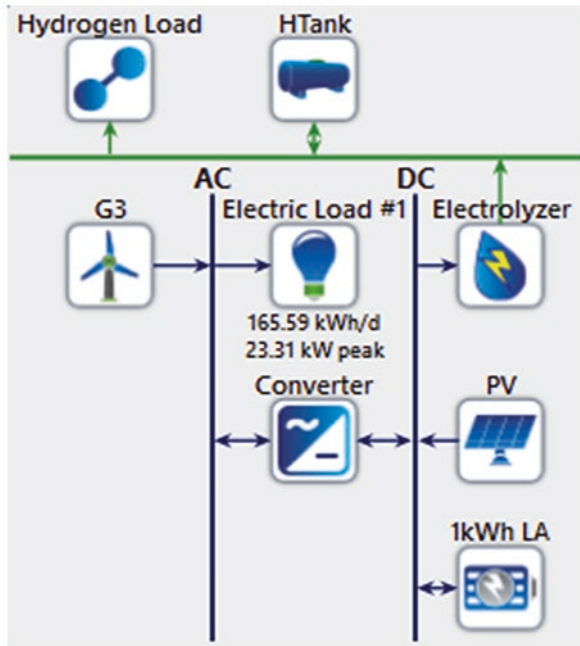 Hydrogen Load HTank
AC DC
G3 Electric Load #1 Electrolyzer
165.59 kWh/d
23.31 kW peak
Converter PV
1kWh LA